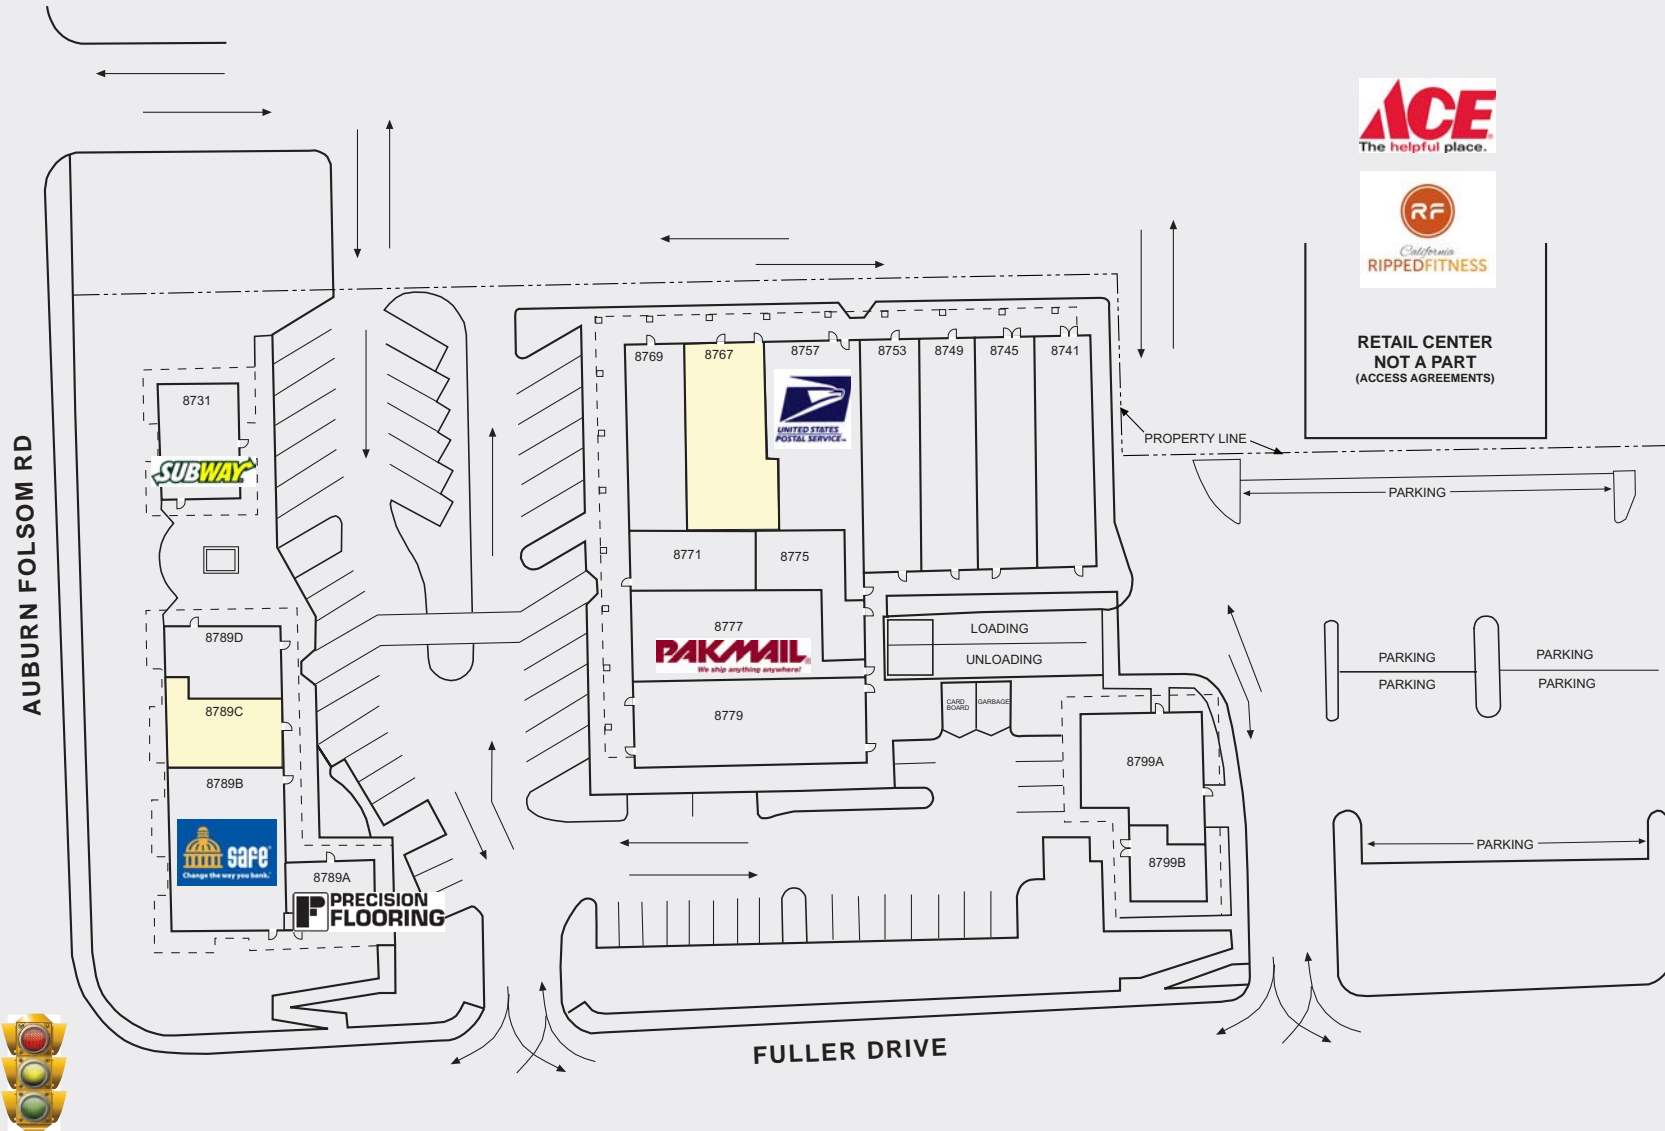 ACE
The helpful place.
RF
California
RIPPEDFITNESS
RETAIL CENTER
NOT A PART
(ACCESS AGREEMENTS)
8769
8767
8757
8753
8749
8745
8741
UNITED STATES
POSTAL SERVICE
8731
SUBWAY
PROPERTY LINE
PARKING
AUBURN FOLSOM RD
8771
8775
8777
PAKMAIL
We ship anything anywhere!
8779
LOADING
UNLOADING
CARD
BOARD
GARBAGE
PARKING
PARKING
PARKING
PARKING
8789D
8789C
8789B
safe
Change the way you bank.
8789A
PRECISION
FLOORING
8799A
8799B
PARKING
FULLER DRIVE